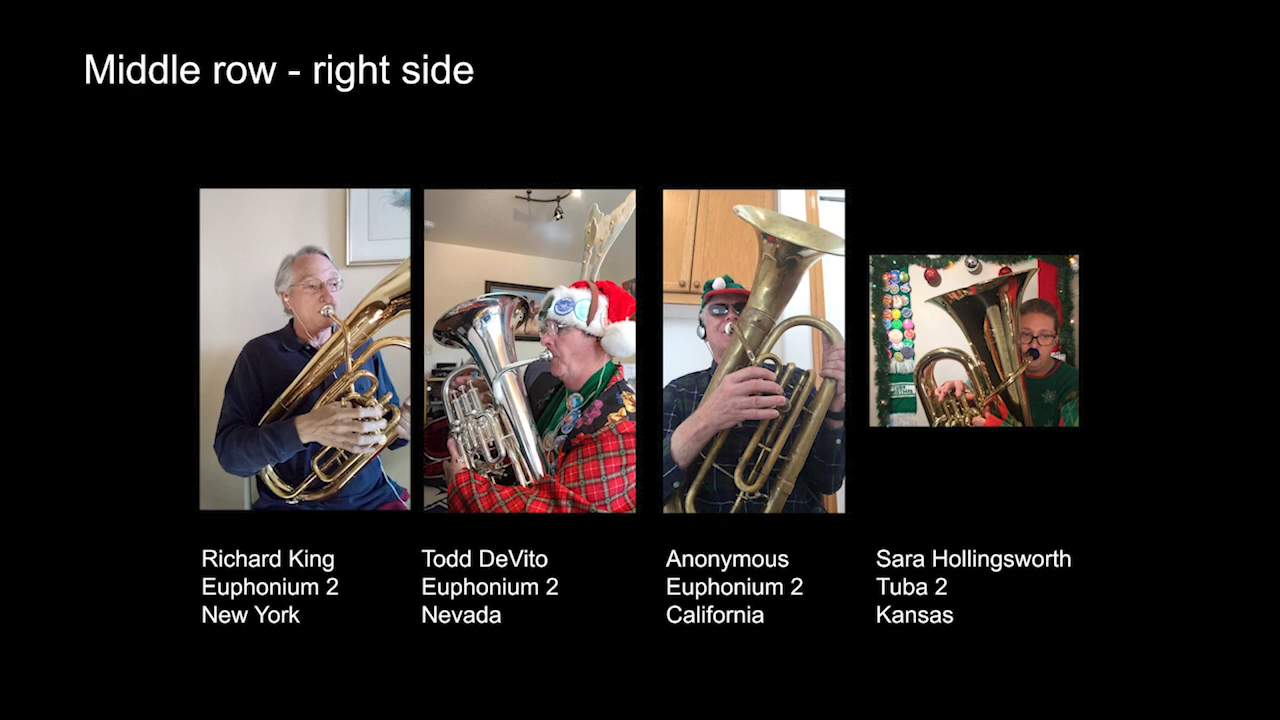 Middle row - right side
Richard King
Euphonium 2
New York
Todd DeVito
Euphonium 2
Nevada
Anonymous
Euphonium 2
California
Sara Hollingsworth
Tuba 2
Kansas